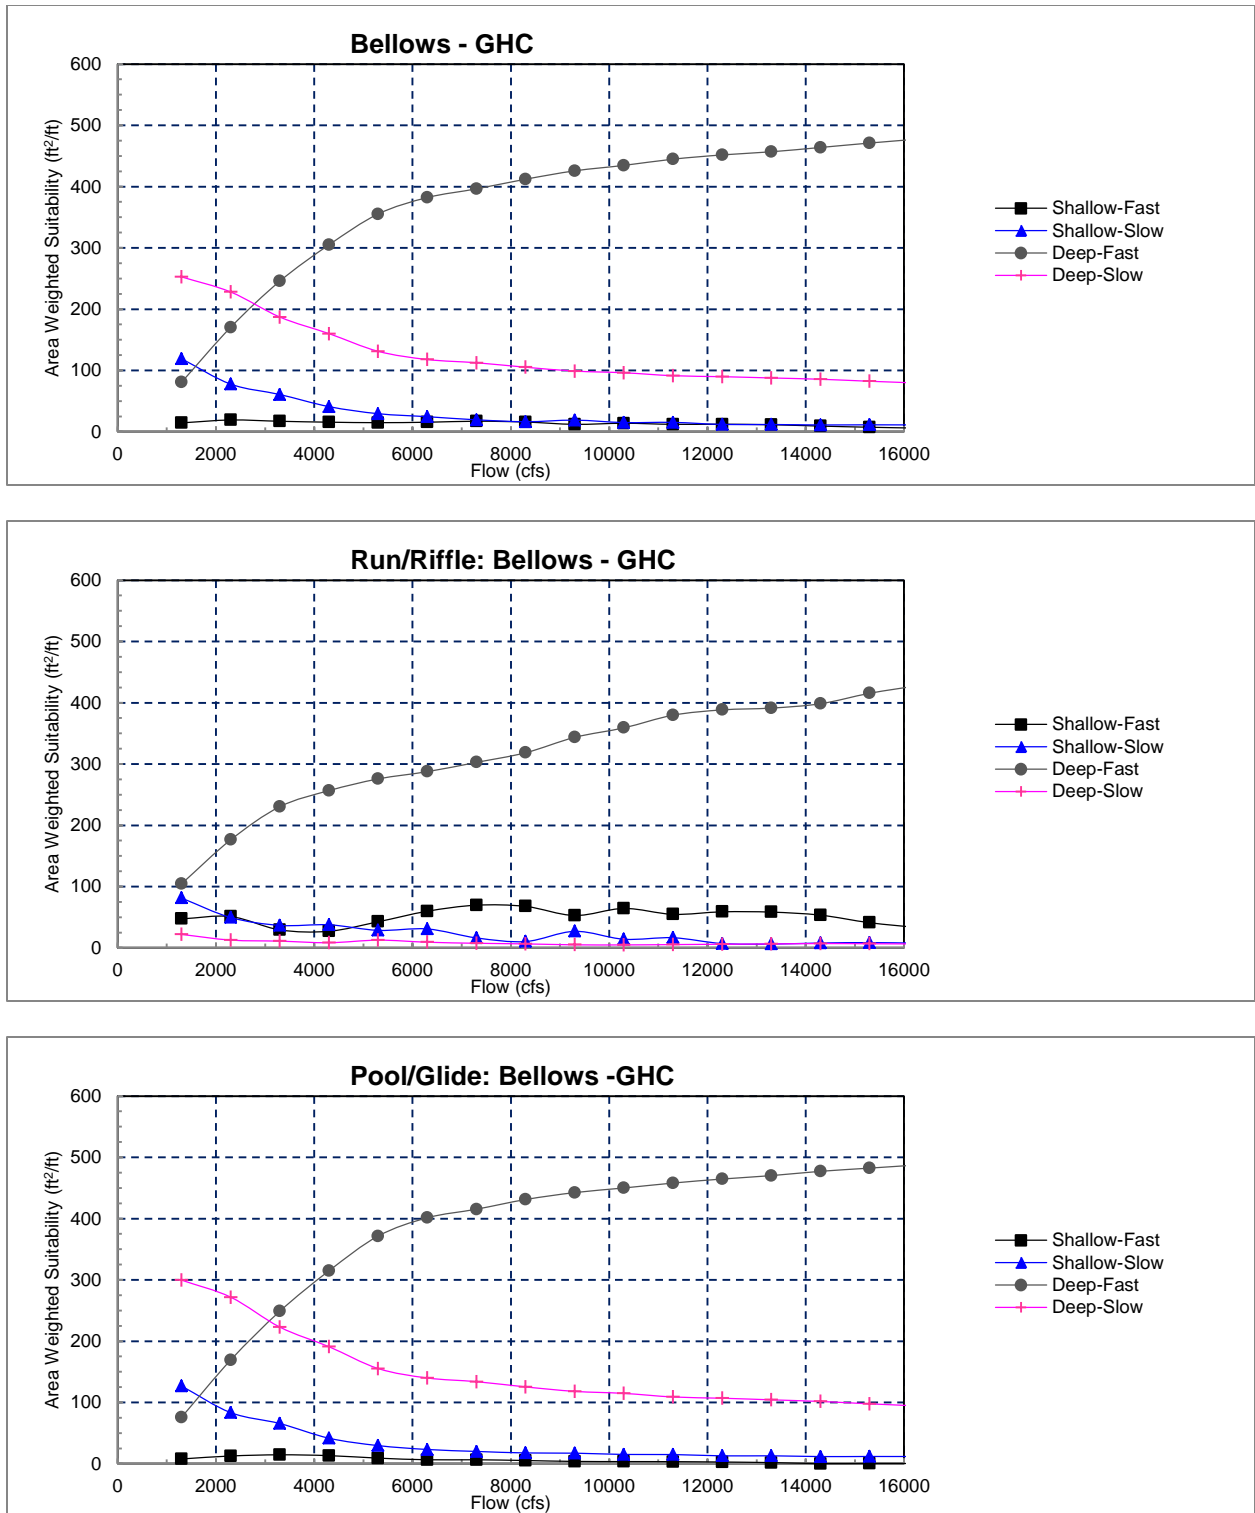 Bellows - GHC
600
500
400
300
200
100
0
Area Weighted Suitability (ft²/ft)
0 2000 4000 6000 8000 10000 12000 14000 16000
Flow (cfs)
Shallow-Fast
Shallow-Slow
Deep-Fast
Deep-Slow
Run/Riffle: Bellows - GHC
600
500
400
300
200
100
0
Area Weighted Suitability (ft²/ft)
0 2000 4000 6000 8000 10000 12000 14000 16000
Flow (cfs)
Shallow-Fast
Shallow-Slow
Deep-Fast
Deep-Slow
Pool/Glide: Bellows -GHC
600
500
400
300
200
100
0
Area Weighted Suitability (ft²/ft)
0 2000 4000 6000 8000 10000 12000 14000 16000
Flow (cfs)
Shallow-Fast
Shallow-Slow
Deep-Fast
Deep-Slow